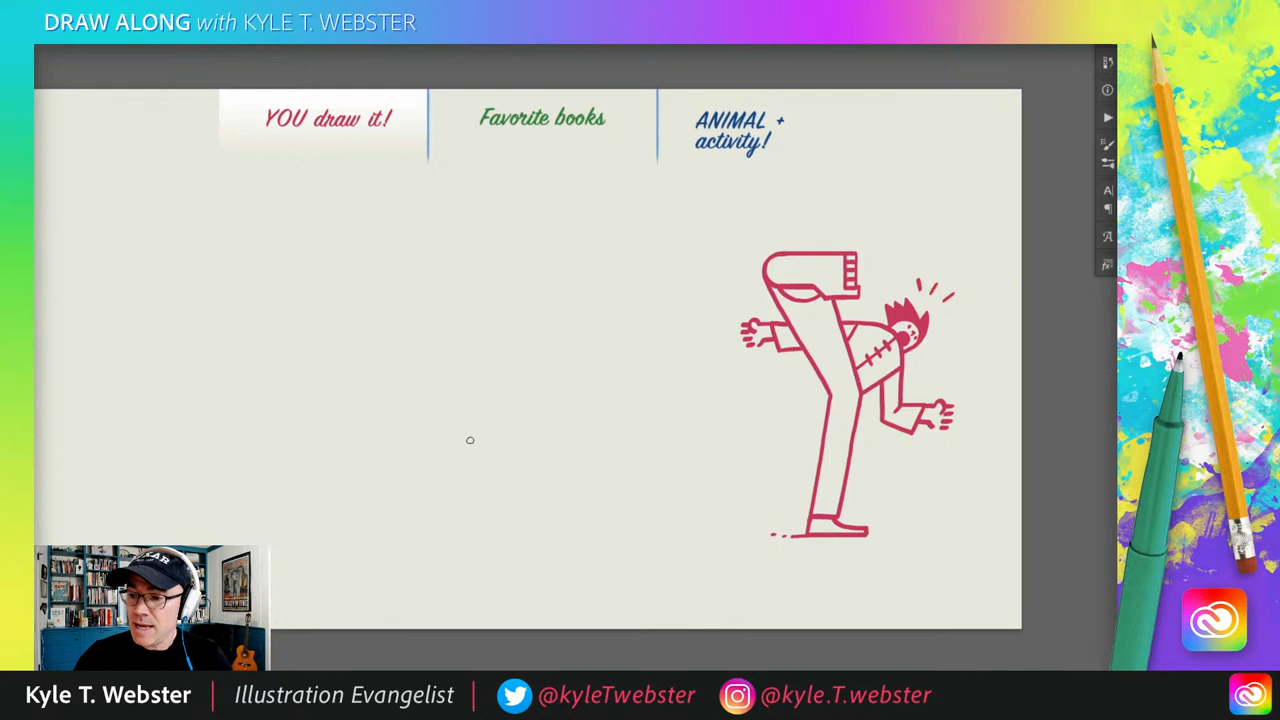 DRAW ALONG with KYLE T. WEBSTER
YOU draw it!
Favorite books
ANIMAL +
activity!
Kyle T. Webster | Illustration Evangelist | @kyleTwebster @kyle.T.webster